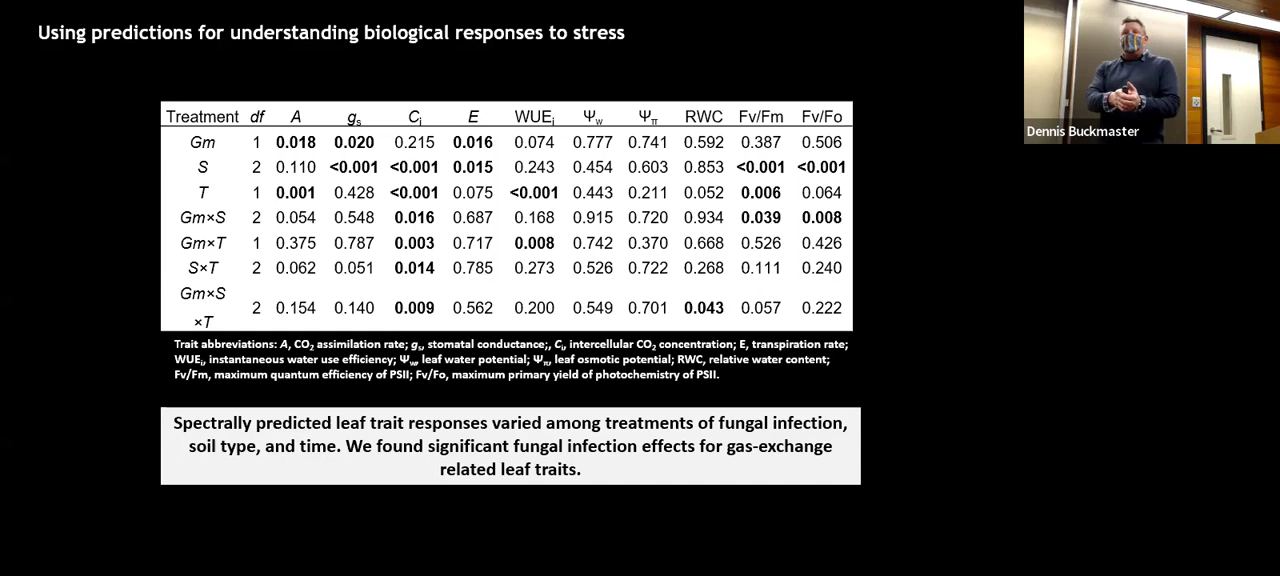 Using predictions for understanding biological responses to stress
Dennis Buckmaster
Treatment df A gs Ci E WUEi Ψw Ψπ RWC Fv/Fm Fv/Fo
Gm 1 0.018 0.020 0.215 0.016 0.074 0.777 0.741 0.592 0.387 0.506
S 2 0.110 <0.001 <0.001 0.015 0.243 0.454 0.603 0.853 <0.001 <0.001
T 1 0.001 0.428 <0.001 0.075 <0.001 0.443 0.211 0.052 0.006 0.064
Gm×S 2 0.054 0.548 0.016 0.687 0.168 0.915 0.720 0.934 0.039 0.008
Gm×T 1 0.375 0.787 0.003 0.717 0.008 0.742 0.370 0.668 0.526 0.426
S×T 2 0.062 0.051 0.014 0.785 0.273 0.526 0.722 0.268 0.111 0.240
Gm×S
×T 2 0.154 0.140 0.009 0.562 0.200 0.549 0.701 0.043 0.057 0.222
Trait abbreviations: A, CO2 assimilation rate; gs, stomatal conductance;, Ci, intercellular CO2 concentration; E, transpiration rate;
WUEi, instantaneous water use efficiency; Ψw, leaf water potential; Ψπ, leaf osmotic potential; RWC, relative water content;
Fv/Fm, maximum quantum efficiency of PSII; Fv/Fo, maximum primary yield of photochemistry of PSII.
Spectrally predicted leaf trait responses varied among treatments of fungal infection,
soil type, and time. We found significant fungal infection effects for gas-exchange
related leaf traits.